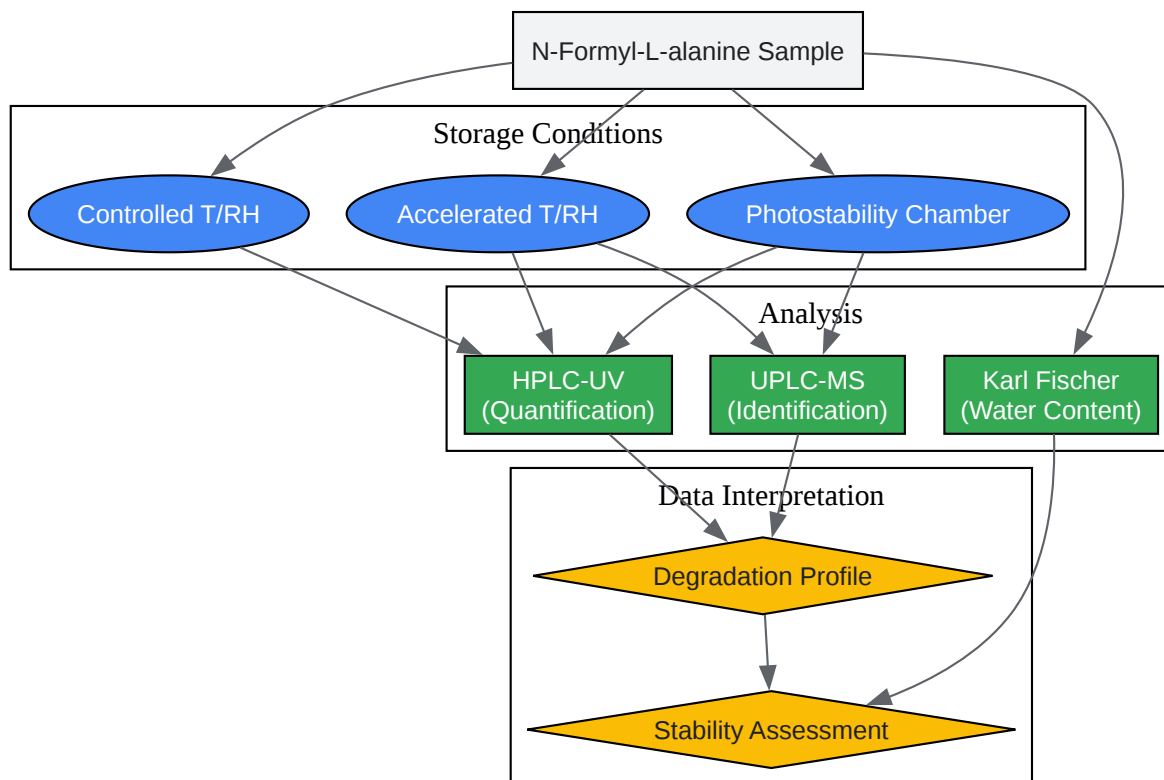 N-Formyl-L-alanine Sample
Storage Conditions
Controlled T/RH
Accelerated T/RH
Photostability Chamber
Analysis
HPLC-UV
(Quantification)
UPLC-MS
(Identification)
Karl Fischer
(Water Content)
Data Interpretation
Degradation Profile
Stability Assessment